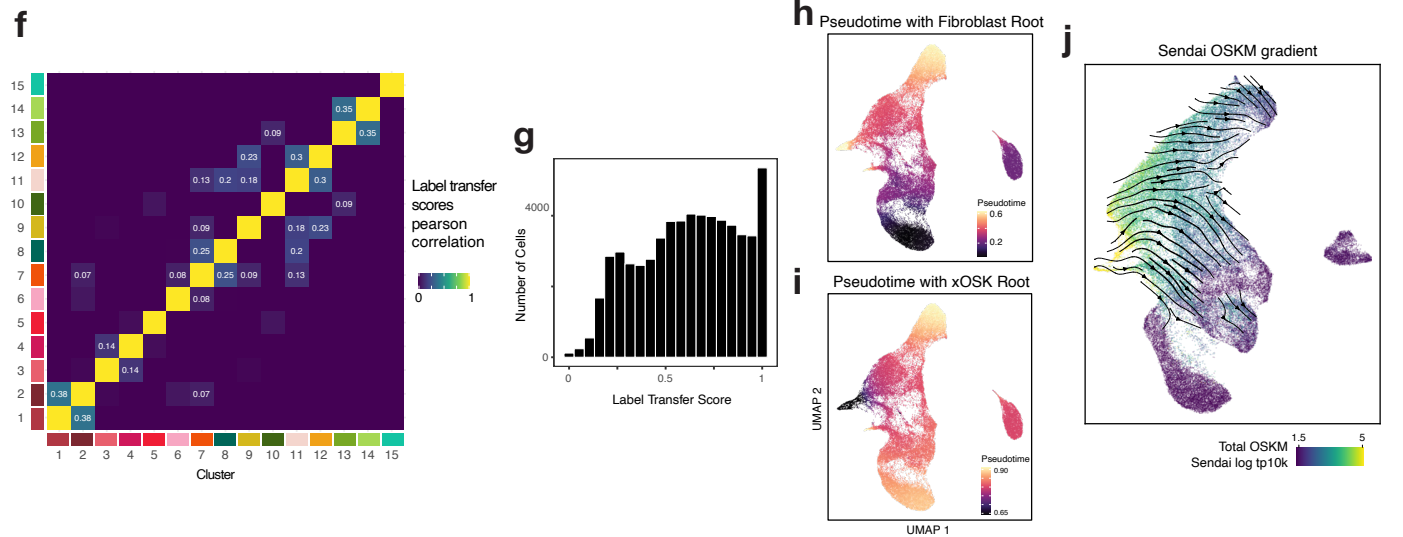 f
15
14
0.35
13
0.09
0.35
12
0.23
0.3
11
0.13
0.2
0.18
0.3
10
0.09
9
0.09
0.18
0.23
8
0.25
0.2
7
0.07
0.08
0.25
0.09
0.13
6
0.08
5
4
0.14
3
0.14
2
0.38
0.07
1
0.38
1 2 3 4 5 6 7 8 9 10 11 12 13 14 15
Cluster
Label transfer
scores
pearson
correlation
0 1
g
4000
0
Number of Cells
0 0.5 1
Label Transfer Score
h
Pseudotime with Fibroblast Root
Pseudotime
0.6
0.2
i
Pseudotime with xOSK Root
UMAP 2
Pseudotime
0.90
0.65
UMAP 1
j
Sendai OSKM gradient
1.5 5
Total OSKM
Sendai log tp10k